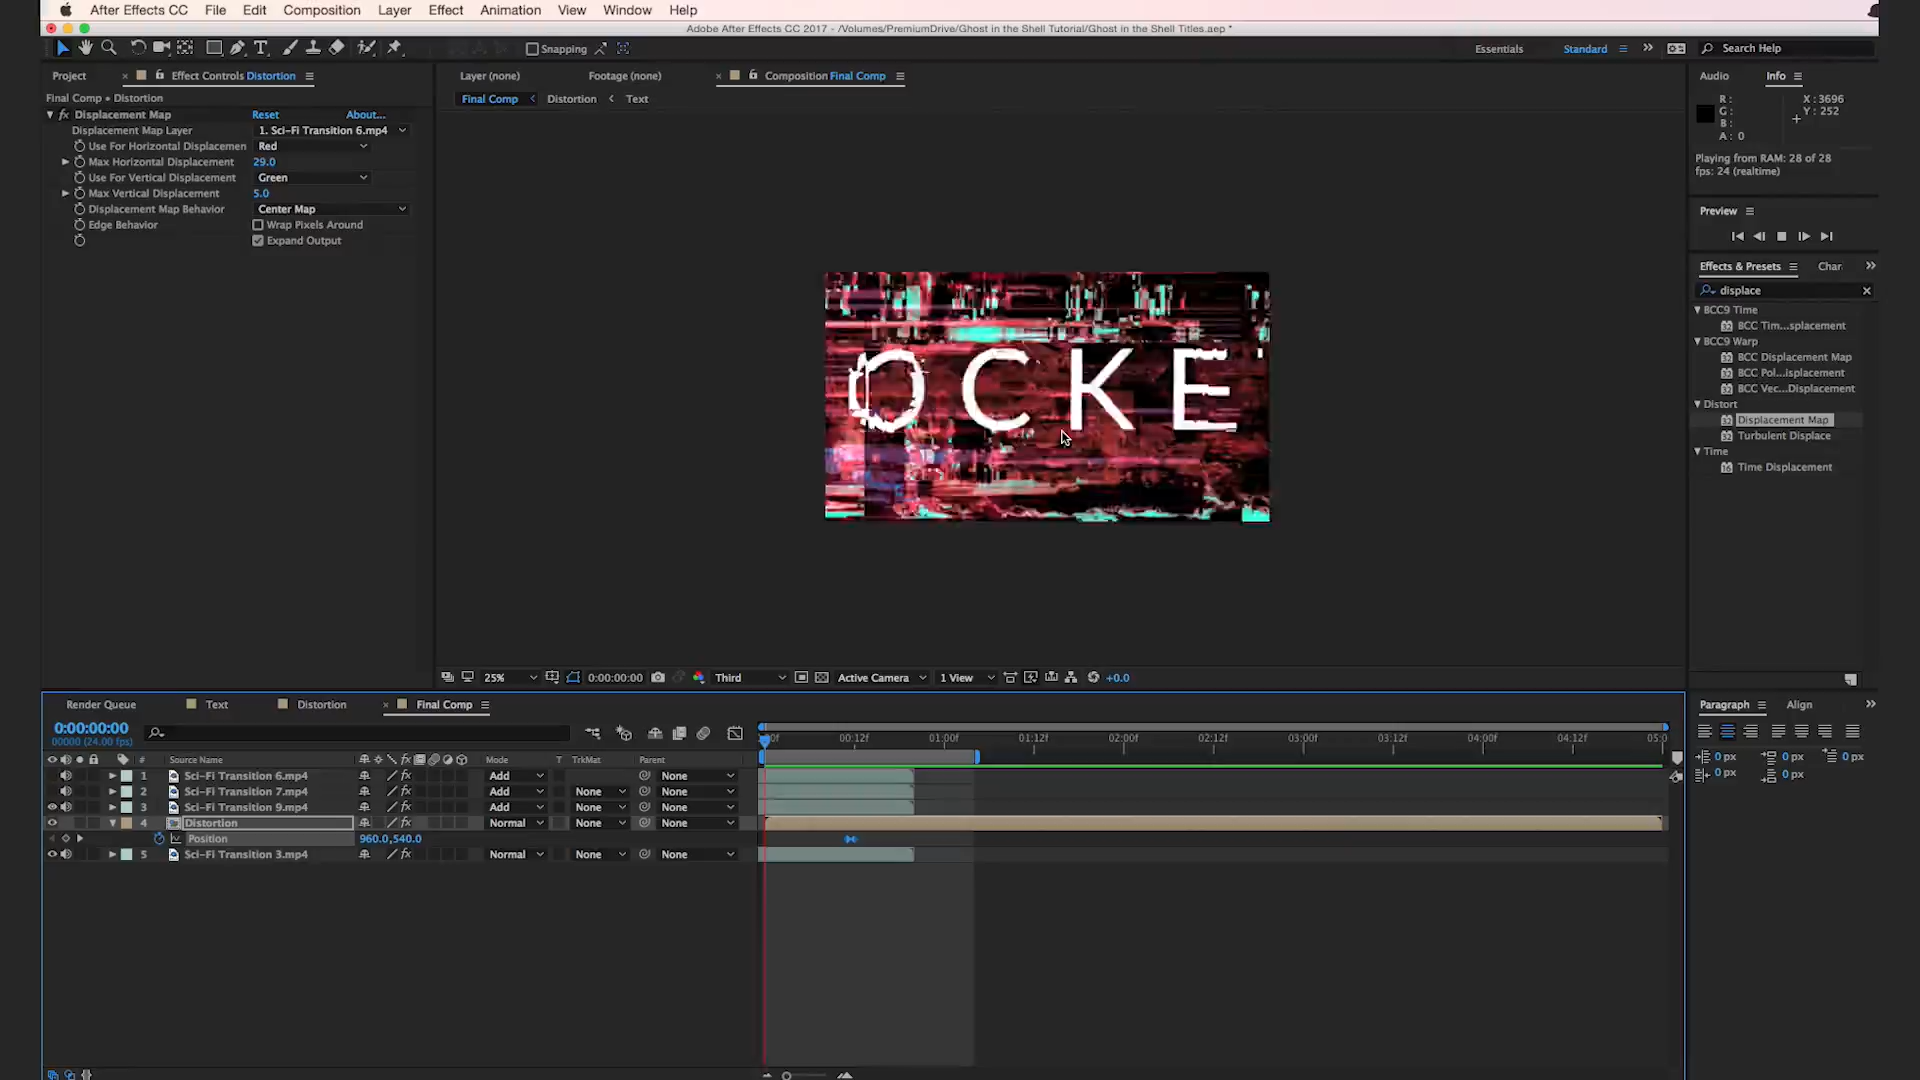 After Effects CC File Edit Composition Layer Effect Animation View Window Help
Adobe After Effects CC 2017 - /Volumes/PremiumDrive/Ghost in the Shell Tutorial/Ghost in the Shell Titles.aep *
Snapping Essentials Standard Search Help
Project Effect Controls Distortion Layer (none) Footage (none) Composition Final Comp Audio Info
Final Comp • Distortion
Final Comp Distortion Text
R:
G:
B:
A: 0
X: 3696
Y: 252
Displacement Map Reset About...
Displacement Map Layer 1. Sci-Fi Transition 6.mp4
Use For Horizontal Displacemen Red
Max Horizontal Displacement 29.0
Use For Vertical Displacement Green
Max Vertical Displacement 5.0
Displacement Map Behavior Center Map
Edge Behavior Wrap Pixels Around
Expand Output
Playing from RAM: 28 of 28
fps: 24 (realtime)
Preview
Effects & Presets Char
displace
BCC9 Time
BCC Tim...splacement
BCC9 Warp
BCC Displacement Map
BCC Pol...isplacement
BCC Vec...Displacement
Distort
Displacement Map
Turbulent Displace
Time
Time Displacement
OCKE
25% 0:00:00:00 Third Active Camera 1 View +0.0
Render Queue Text Distortion Final Comp Paragraph Align
0:00:00:00
00000 (24.00 fps)
00:12f 01:00f 01:12f 02:00f 02:12f 03:00f 03:12f 04:00f 04:12f 05:0
# Source Name Mode T TrkMat Parent
1 Sci-Fi Transition 6.mp4 Add None
2 Sci-Fi Transition 7.mp4 Add None None
3 Sci-Fi Transition 9.mp4 Add None None
4 Distortion Normal None None
Position 960.0,540.0
5 Sci-Fi Transition 3.mp4 Normal None None
0 px 0 px 0 px
0 px 0 px